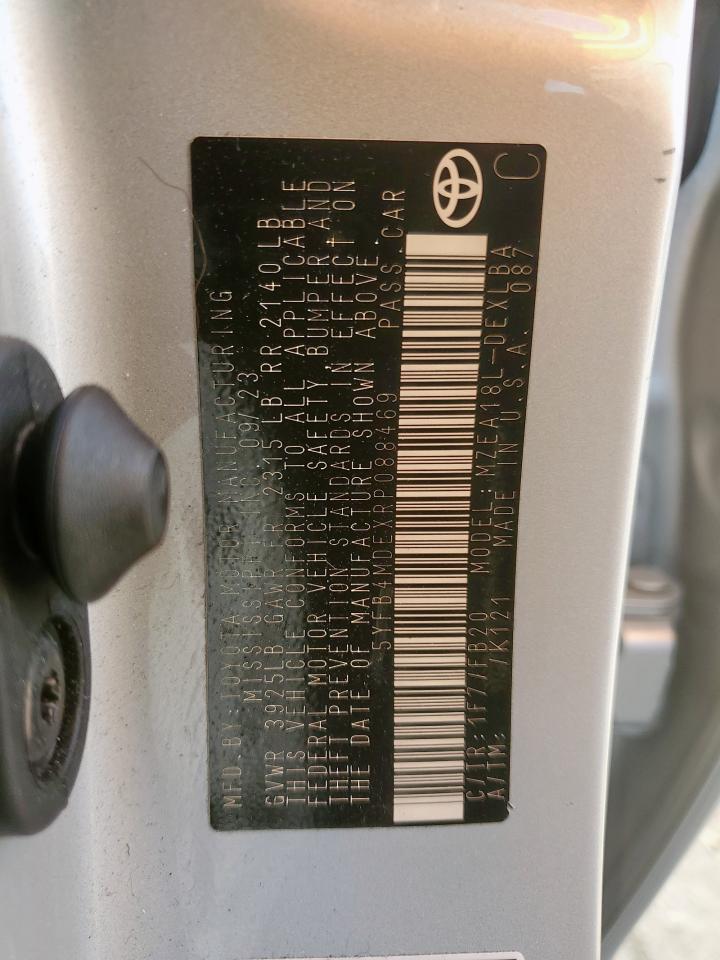 MFD.BY:TOYOTA MOTOR MANUFACTURING
MISSISSIPPI INC. 09/23
GVWR 3925LB GAWR FR 2315 LB RR 2140LB
THIS VEHICLE CONFORMS TO ALL APPLICABLE
FEDERAL MOTOR VEHICLE SAFETY, BUMPER, AND
THEFT PREVENTION STANDARDS IN EFFECT ON
THE DATE OF MANUFACTURE SHOWN ABOVE.
5YFB4MDEXRP088469 PASS.CAR
C/TR:1F7/FB20 MODEL:MZEA18L-DEXLBA
A/TM: /K121 MADE IN U.S.A. 087 C